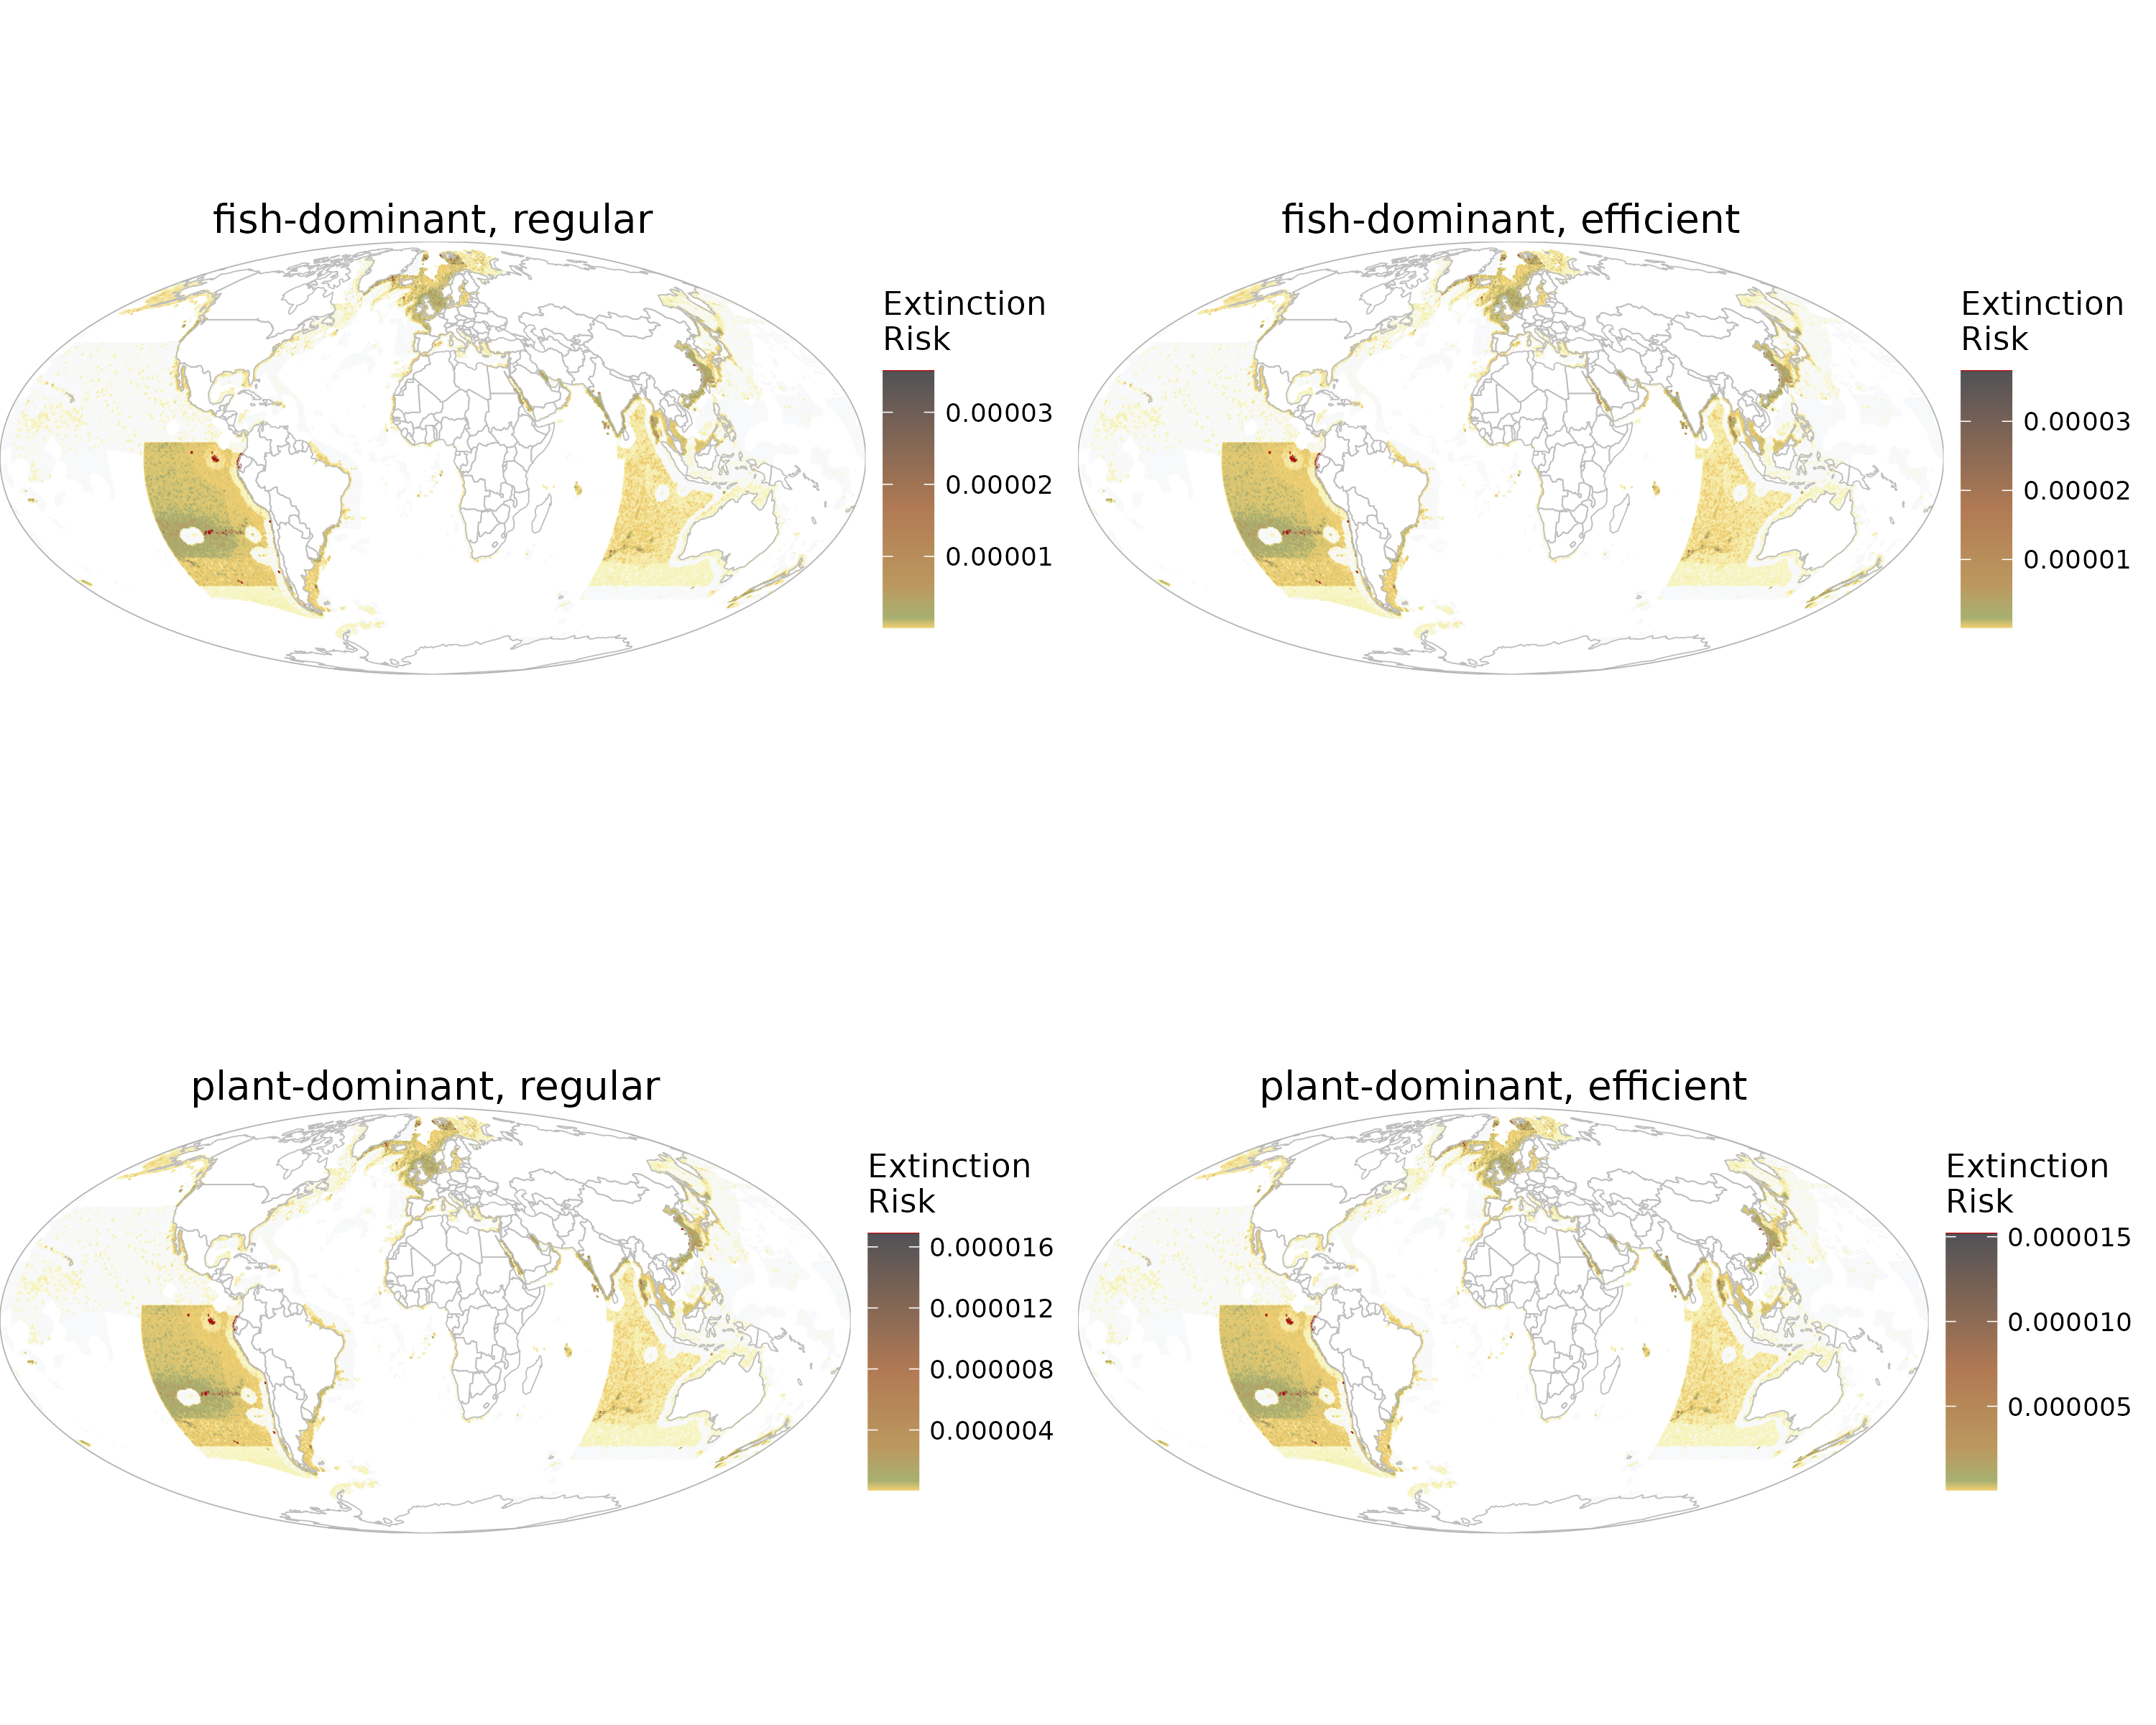 fish-dominant, regular
Extinction
Risk
0.00003
0.00002
0.00001
fish-dominant, efficient
Extinction
Risk
0.00003
0.00002
0.00001
plant-dominant, regular
Extinction
Risk
0.000016
0.000012
0.000008
0.000004
plant-dominant, efficient
Extinction
Risk
0.000015
0.000010
0.000005